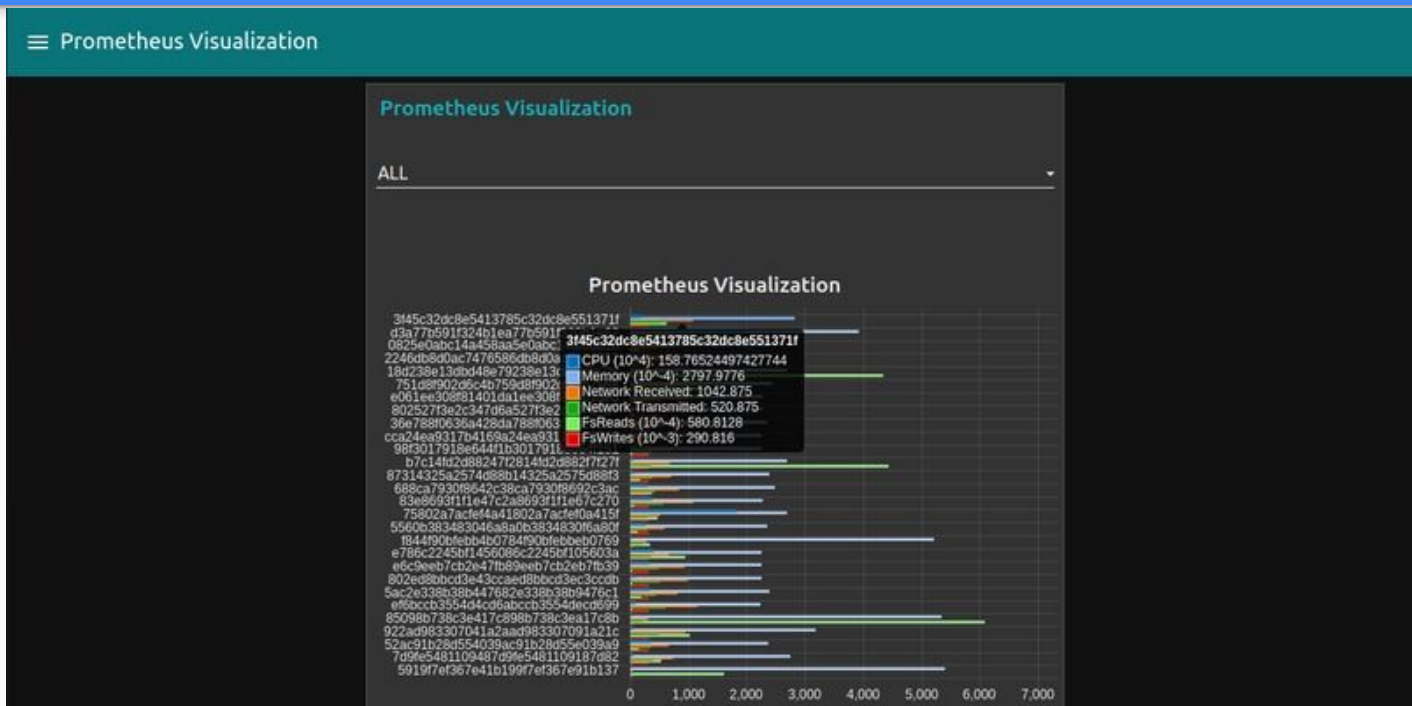 ≡ Prometheus Visualization
Prometheus Visualization
ALL
Prometheus Visualization
3f45c32dc8e5413785c32dc8e551371f
3f45c32dc8e5413785c32dc8e551371f
CPU (10^4): 158.76524497427744
Memory (10^-4): 2797.9776
Network Received: 1042.875
Network Transmitted: 520.875
FsReads (10^-4): 580.8128
FsWrites (10^-3): 290.816
b7c14fd2d88247f2814fd2d882f7f27f
87314325a2574d88b14325a2575d88f3
688ca7930f8642c38ca7930f8692c3ac
83e8693f1f1e47c2a8693f1f1e67c270
75802a7acfef4a41802a7acfef0a415f
5560b383483046a8a0b3834830f6a80f
f844f90bfebb4b0784f90bfebbeb0769
e786c2245bf1456086c2245bf105603a
e6c9eeb7cb2e47fb89eeb7cb2eb7fb39
802ed8bbcd3e43ccaed8bbcd3ec3ccdb
5ac2e338b38b447682e338b38b9476c1
ef6bccb3554d4cd6abccb3554decd699
85098b738c3e417c898b738c3ea17c8b
922ad983307041a2aad983307091a21c
52ac91b28d554039ac91b28d55e039a9
7d9fe5481109487d9fe5481109187d82
5919f7ef367e41b199f7ef367e91b137
0 1,000 2,000 3,000 4,000 5,000 6,000 7,000